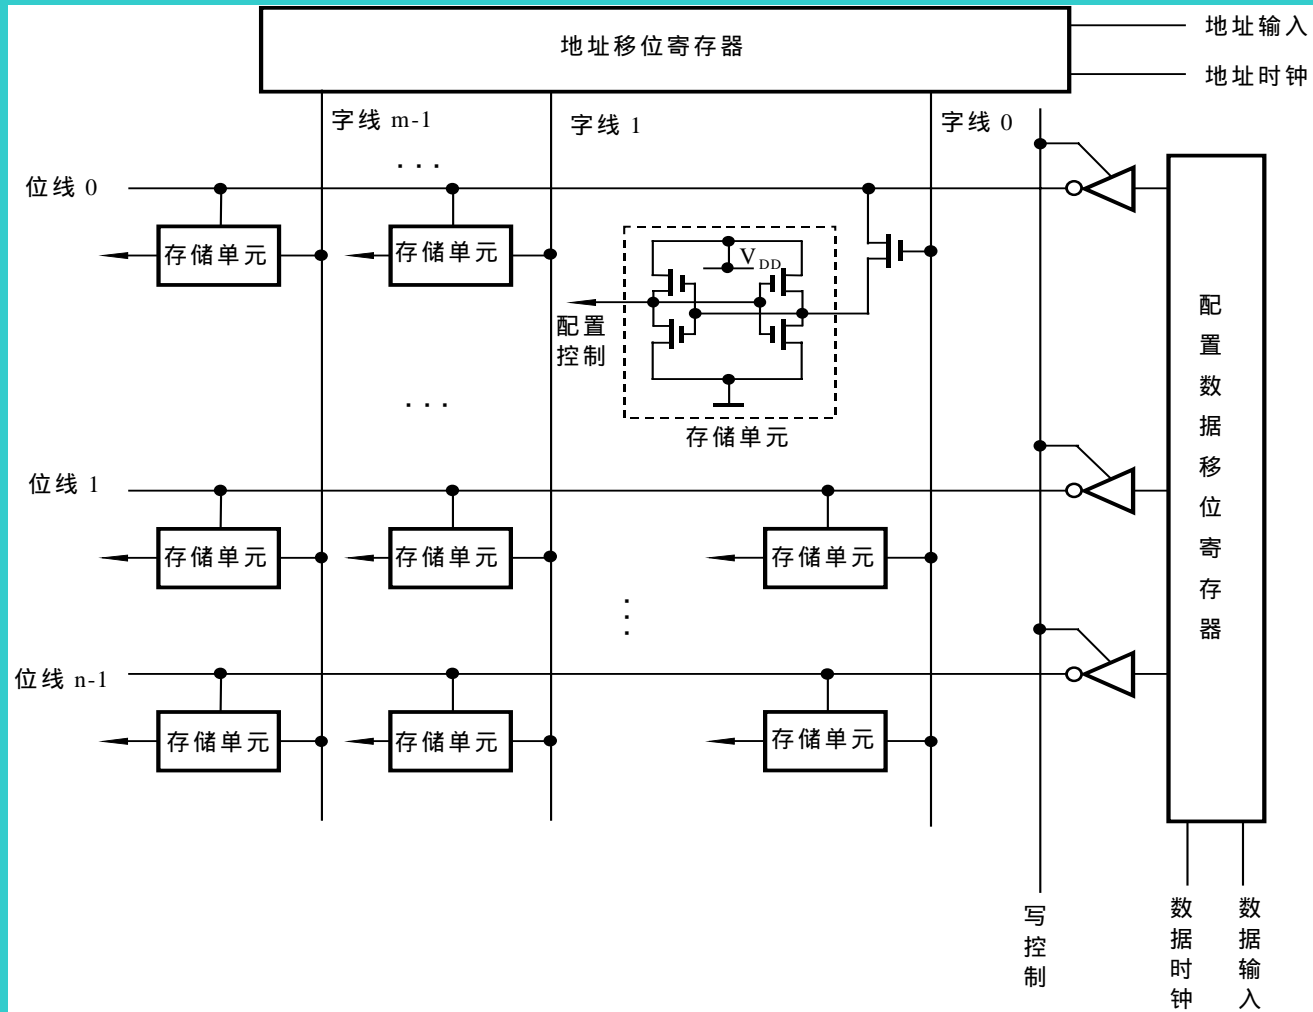 地址移位寄存器
地址输入
地址时钟
字线 m-1
字线 1
字线 0
· · ·
位线 0
存储单元
存储单元
V DD
配置
控制
存储单元
· · ·
配置数据移位寄存器
位线 1
存储单元
存储单元
存储单元
· · ·
位线 n-1
存储单元
存储单元
存储单元
写控制
数据时钟
数据输入